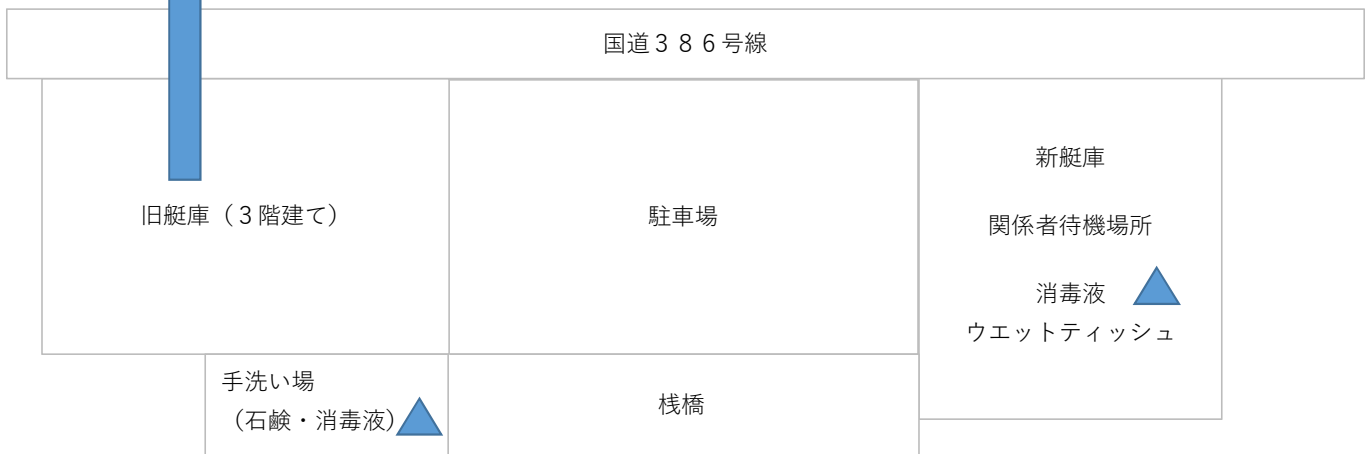 国道３８６号線
旧艇庫（３階建て）
駐車場
新艇庫
関係者待機場所
消毒液
ウエットティッシュ
手洗い場
（石鹸・消毒液）
桟橋